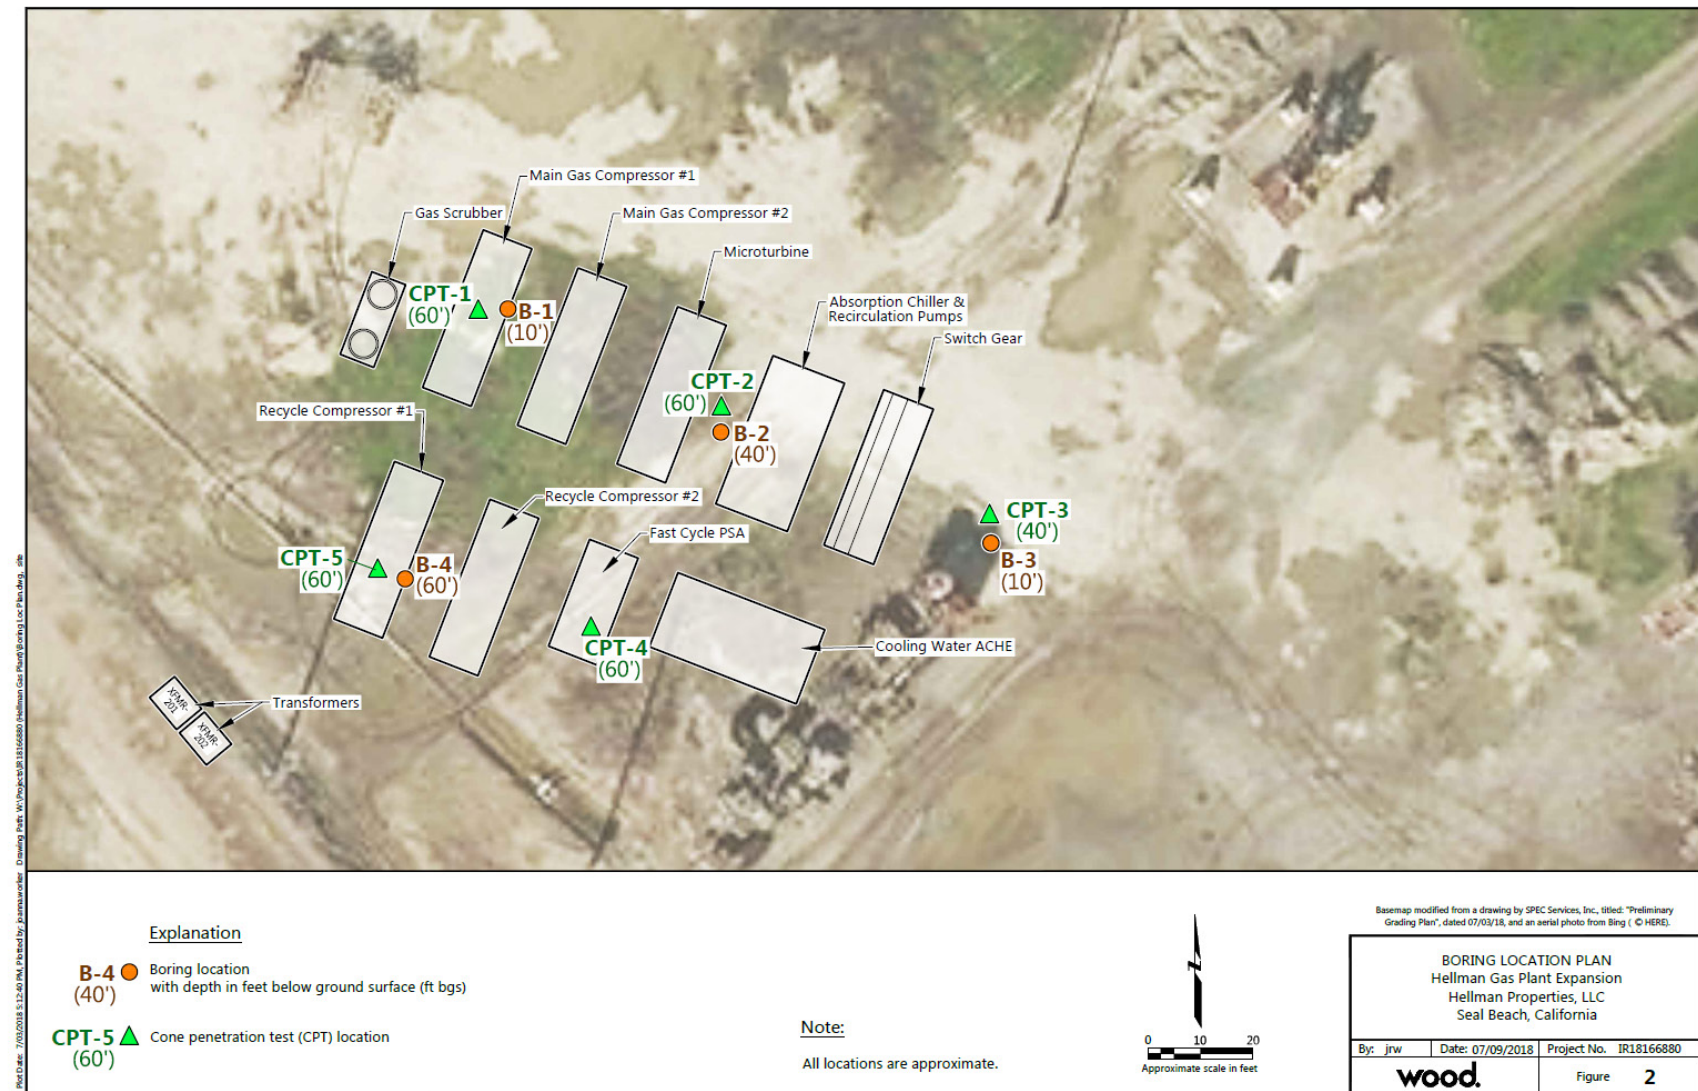 Main Gas Compressor #1
Gas Scrubber
Main Gas Compressor #2
Microturbine
CPT-1
(60')
B-1
(10')
Absorption Chiller &
Recirculation Pumps
Switch Gear
CPT-2
(60')
B-2
(40')
Recycle Compressor #1
Recycle Compressor #2
Fast Cycle PSA
CPT-3
(40')
B-3
(10')
CPT-5
(60')
B-4
(60')
CPT-4
(60')
Cooling Water ACHE
Transformers
XFMR-
201
XFMR-
202
Explanation
B-4
(40')
Boring location
with depth in feet below ground surface (ft bgs)
CPT-5
(60')
Cone penetration test (CPT) location
Note:
All locations are approximate.
N
0 10 20
Approximate scale in feet
Basemap modified from a drawing by SPEC Services, Inc., titled: "Preliminary
Grading Plan", dated 07/03/18, and an aerial photo from Bing ( © HERE).
BORING LOCATION PLAN
Hellman Gas Plant Expansion
Hellman Properties, LLC
Seal Beach, California
By: jrw Date: 07/09/2018 Project No. IR18166880
wood. Figure 2